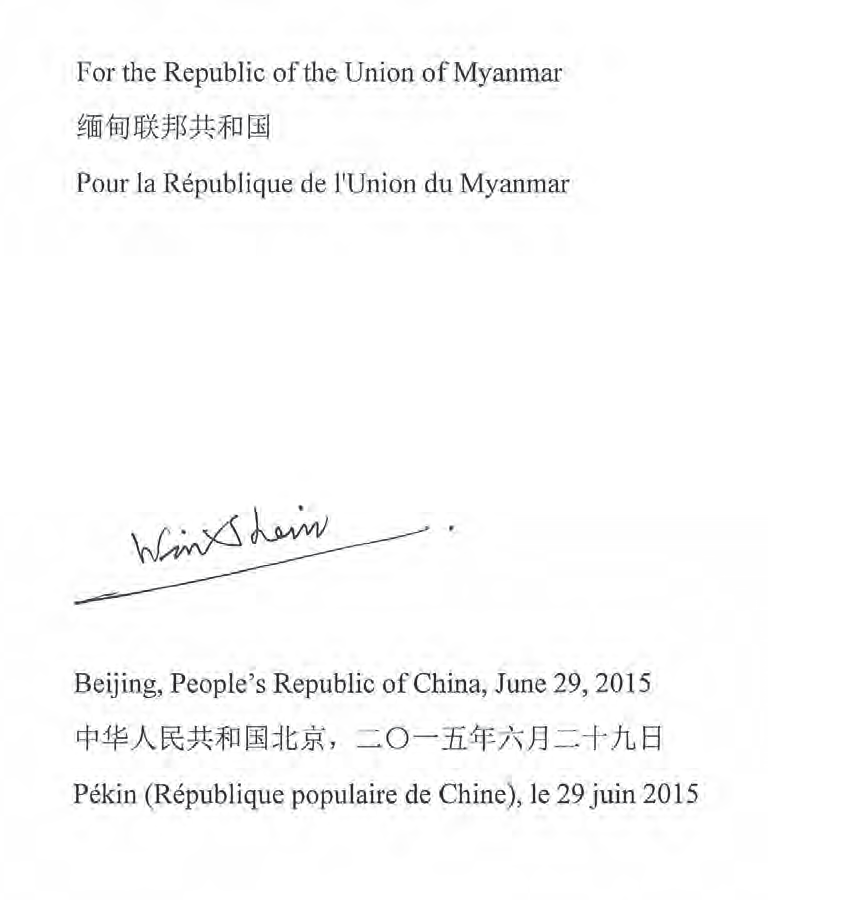 For the Republic of the Union of Myanmar
缅甸联邦共和国
Pour la République de l'Union du Myanmar
Win Shein
Beijing, People’s Republic of China, June 29, 2015
中华人民共和国北京，二〇一五年六月二十九日
Pékin (République populaire de Chine), le 29 juin 2015